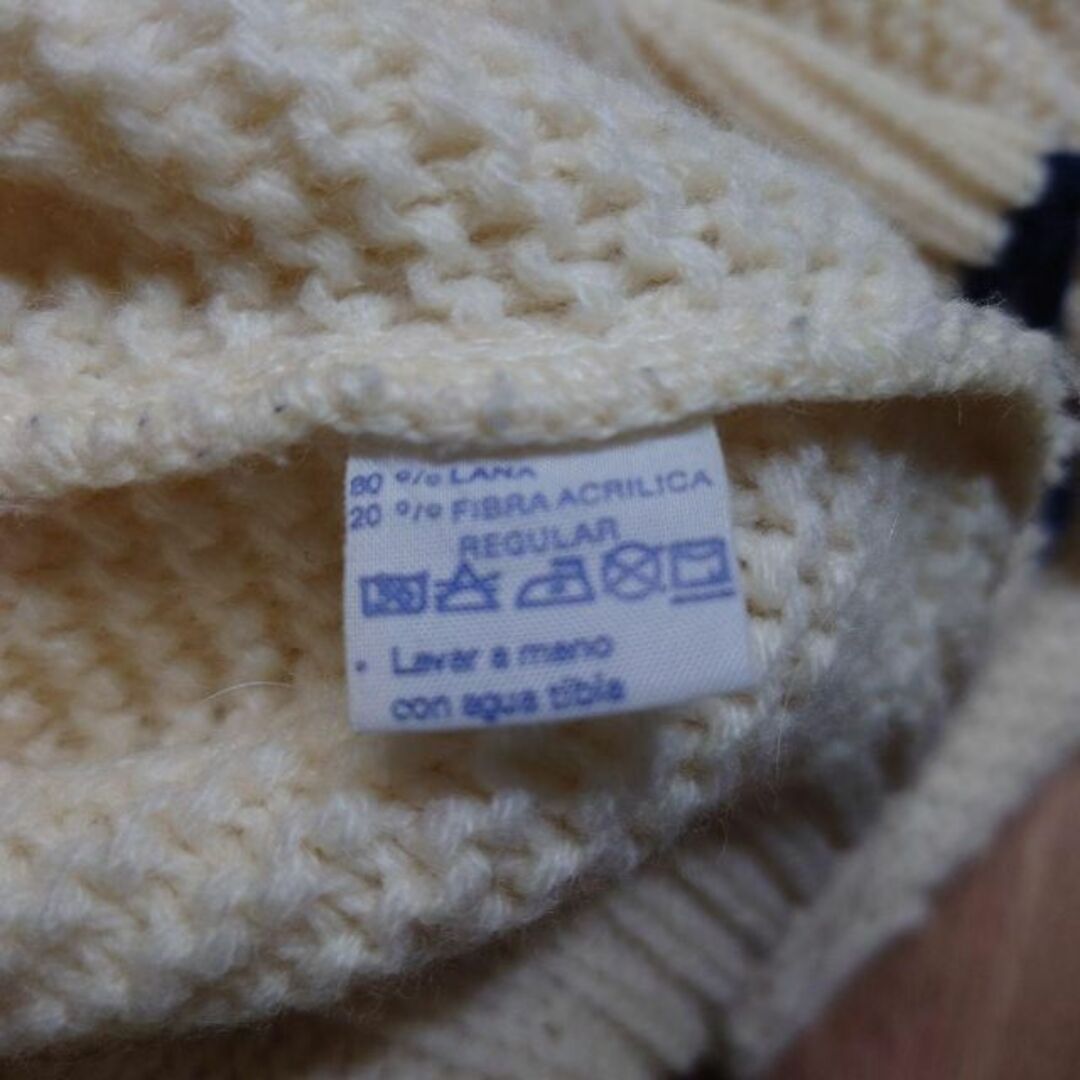 80 % LANA
20 % FIBRA ACRILICA
REGULAR
• Lavar a mano
con agua tibia